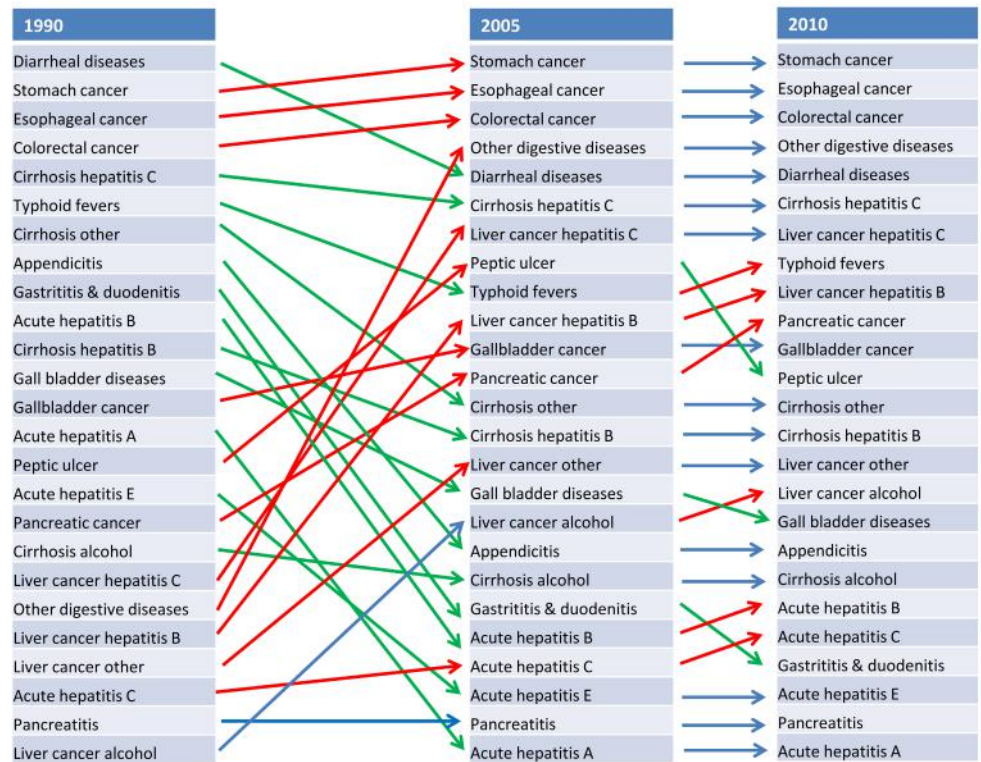 1990
Diarrheal diseases
Stomach cancer
Esophageal cancer
Colorectal cancer
Cirrhosis hepatitis C
Typhoid fevers
Cirrhosis other
Appendicitis
Gastrititis & duodenitis
Acute hepatitis B
Cirrhosis hepatitis B
Gall bladder diseases
Gallbladder cancer
Acute hepatitis A
Peptic ulcer
Acute hepatitis E
Pancreatic cancer
Cirrhosis alcohol
Liver cancer hepatitis C
Other digestive diseases
Liver cancer hepatitis B
Liver cancer other
Acute hepatitis C
Pancreatitis
Liver cancer alcohol
2005
Stomach cancer
Esophageal cancer
Colorectal cancer
Other digestive diseases
Diarrheal diseases
Cirrhosis hepatitis C
Liver cancer hepatitis C
Peptic ulcer
Typhoid fevers
Liver cancer hepatitis B
Gallbladder cancer
Pancreatic cancer
Cirrhosis other
Cirrhosis hepatitis B
Liver cancer other
Gall bladder diseases
Liver cancer alcohol
Appendicitis
Cirrhosis alcohol
Gastrititis & duodenitis
Acute hepatitis B
Acute hepatitis C
Acute hepatitis E
Pancreatitis
Acute hepatitis A
2010
Stomach cancer
Esophageal cancer
Colorectal cancer
Other digestive diseases
Diarrheal diseases
Cirrhosis hepatitis C
Liver cancer hepatitis C
Typhoid fevers
Liver cancer hepatitis B
Pancreatic cancer
Gallbladder cancer
Peptic ulcer
Cirrhosis other
Cirrhosis hepatitis B
Liver cancer other
Liver cancer alcohol
Gall bladder diseases
Appendicitis
Cirrhosis alcohol
Acute hepatitis B
Acute hepatitis C
Gastrititis & duodenitis
Acute hepatitis E
Pancreatitis
Acute hepatitis A